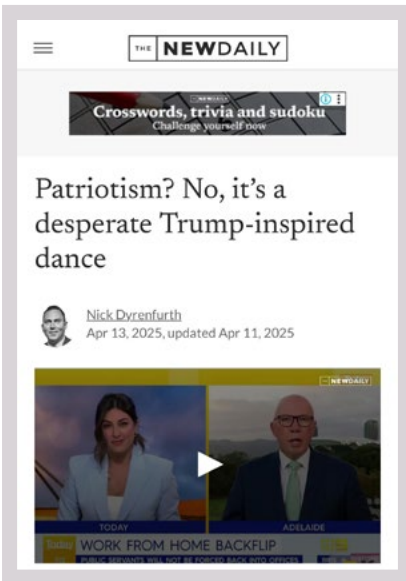 THE NEWDAILY
THE NEWDAILY
Crosswords, trivia and sudoku
Challenge yourself now
Patriotism? No, it's a
desperate Trump-inspired
dance
Nick Dyrenfurth
Apr 13, 2025, updated Apr 11, 2025
THE NEWDAILY
TODAY
ADELAIDE
Today
WORK FROM HOME BACKFLIP
PUBLIC SERVANTS WILL NOT BE FORCED BACK INTO OFFICES